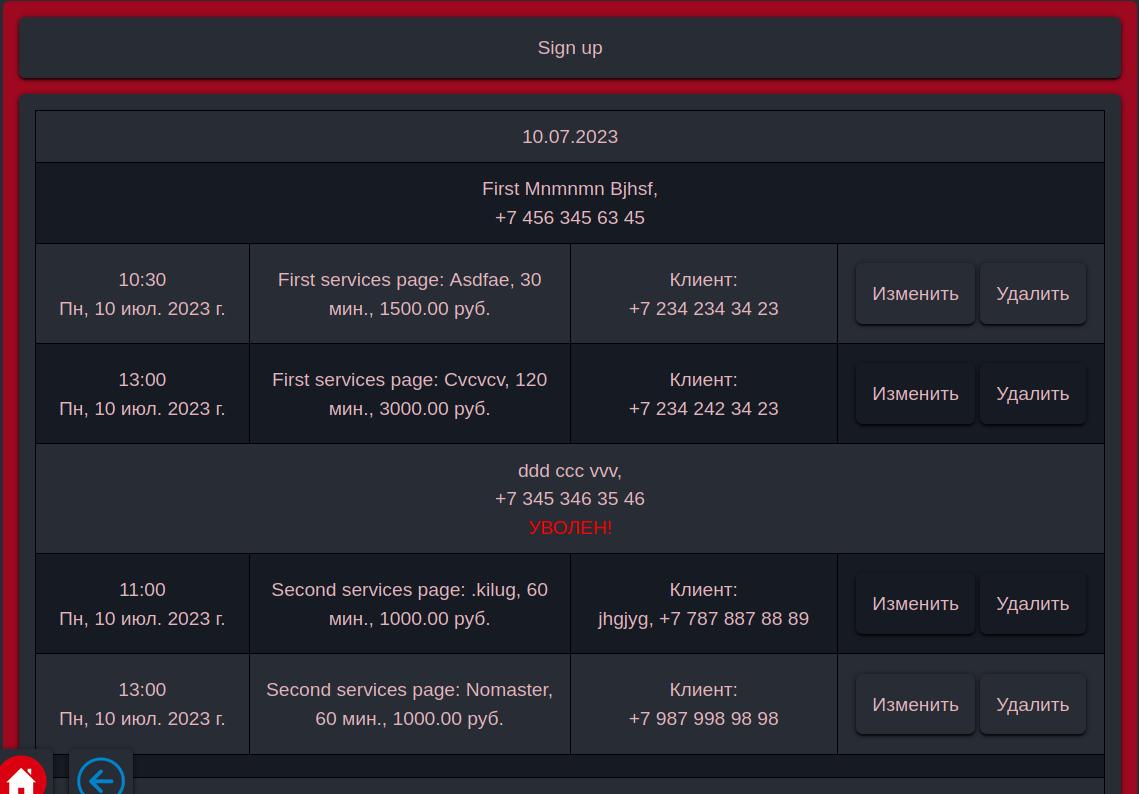 Sign up
10.07.2023
First Mnmnmn Bjhsf,
+7 456 345 63 45
10:30
Пн, 10 июл. 2023 г.
First services page: Asdfae, 30
мин., 1500.00 руб.
Клиент:
+7 234 234 34 23
Изменить
Удалить
13:00
Пн, 10 июл. 2023 г.
First services page: Cvcvcv, 120
мин., 3000.00 руб.
Клиент:
+7 234 242 34 23
Изменить
Удалить
ddd ccc vvv,
+7 345 346 35 46
УВОЛЕН!
11:00
Пн, 10 июл. 2023 г.
Second services page: .kilug, 60
мин., 1000.00 руб.
Клиент:
jhgjyg, +7 787 887 88 89
Изменить
Удалить
13:00
Пн, 10 июл. 2023 г.
Second services page: Nomaster,
60 мин., 1000.00 руб.
Клиент:
+7 987 998 98 98
Изменить
Удалить